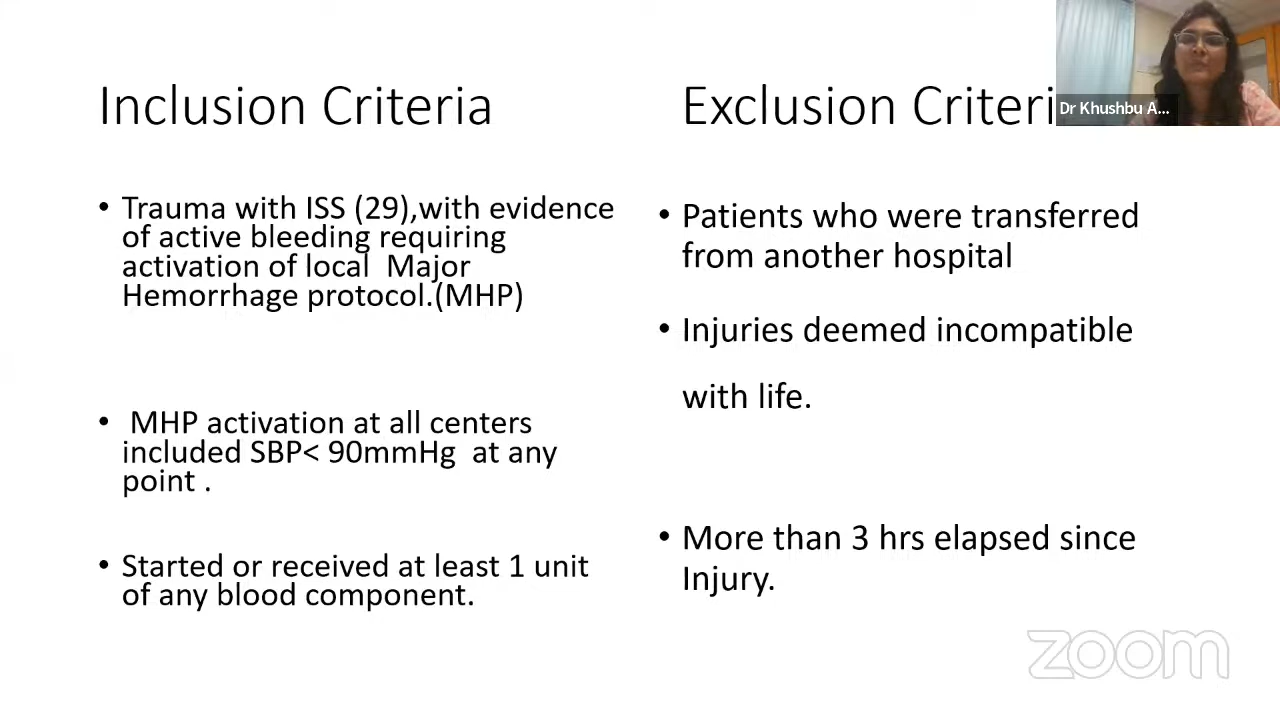 Inclusion Criteria
• Trauma with ISS (29),with evidence
of active bleeding requiring
activation of local  Major
Hemorrhage protocol.(MHP)
• MHP activation at all centers
included SBP< 90mmHg  at any
point .
• Started or received at least 1 unit
of any blood component.
Exclusion Criteri
• Patients who were transferred
from another hospital
• Injuries deemed incompatible
with life.
• More than 3 hrs elapsed since
Injury.
Dr Khushbu A...
zoom